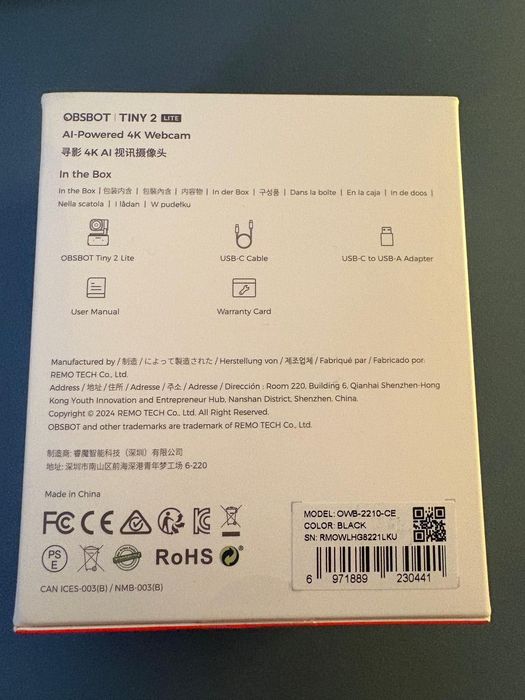 OBSBOT | TINY 2 LITE
AI-Powered 4K Webcam
寻影 4K AI 视讯摄像头
In the Box
In the Box | 包装内含 | 包裝內含 | 内容物 | In der Box | 구성품 | Dans la boîte | En la caja | In de doos |
Nella scatola | I lådan | W pudełku
OBSBOT Tiny 2 Lite
USB-C Cable
USB-C to USB-A Adapter
User Manual
Warranty Card
Manufactured by / 制造 / によって製造された / Herstellung von / 제조업체 / Fabriqué par / Fabricado por:
REMO TECH Co., Ltd.
Address / 地址 / 住所 / Adresse / 주소 / Adresse / Dirección : Room 220, Building 6, Qianhai Shenzhen-Hong
Kong Youth Innovation and Entrepreneur Hub, Nanshan District, Shenzhen, China.
Copyright © 2024 REMO TECH Co., Ltd. All Right Reserved.
OBSBOT and other trademarks are trademark of REMO TECH Co., Ltd.
制造商: 睿魔智能科技（深圳）有限公司
地址: 深圳市南山区前海深港青年梦工场 6-220
Made in China
FC CE KC
PS E RoHS
CAN ICES-003(B) / NMB-003(B)
MODEL: OWB-2210-CE
COLOR: BLACK
SN: RMOWLHG8221LKU
6 971889 230441